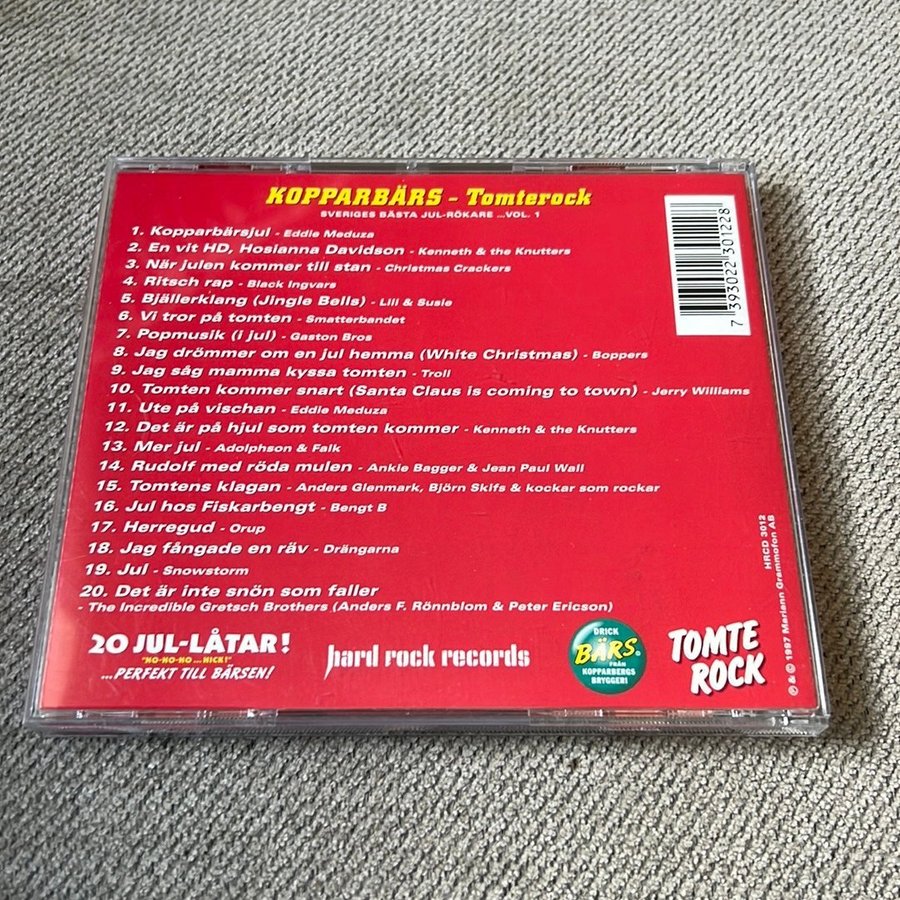 KOPPARBÄRS - Tomterock
SVERIGES BÄSTA JUL-RÖKARE ...VOL. 1
1. Kopparbärsjul - Eddie Meduza
2. En vit HD, Hosianna Davidson - Kenneth & the Knutters
3. När julen kommer till stan - Christmas Crackers
4. Ritsch rap - Black Ingvars
5. Bjällerklang (Jingle Bells) - Lili & Susie
6. Vi tror på tomten - Smatterbandet
7. Popmusik (i jul) - Gaston Bros
8. Jag drömmer om en jul hemma (White Christmas) - Boppers
9. Jag såg mamma kyssa tomten - Troll
10. Tomten kommer snart (Santa Claus is coming to town) - Jerry Williams
11. Ute på vischan - Eddie Meduza
12. Det är på hjul som tomten kommer - Kenneth & the Knutters
13. Mer jul - Adolphson & Falk
14. Rudolf med röda mulen - Ankie Bagger & Jean Paul Wall
15. Tomtens klagan - Anders Glenmark, Björn Skifs & kockar som rockar
16. Jul hos Fiskarbengt - Bengt B
17. Herregud - Orup
18. Jag fångade en räv - Drängarna
19. Jul - Snowstorm
20. Det är inte snön som faller
- The Incredible Gretsch Brothers (Anders F. Rönnblom & Peter Ericson)
20 JUL-LÅTAR!
"HO-HO-HO ... HICK!"
...PERFEKT TILL BÄRSEN!
hard rock records
DRICK
BÄRS®
FRÅN
KOPPARBERGS
BRYGGERI
TOMTE
ROCK
7 393022 301228
HRCD 3012
℗ & © 1997 Mariann Grammofon AB